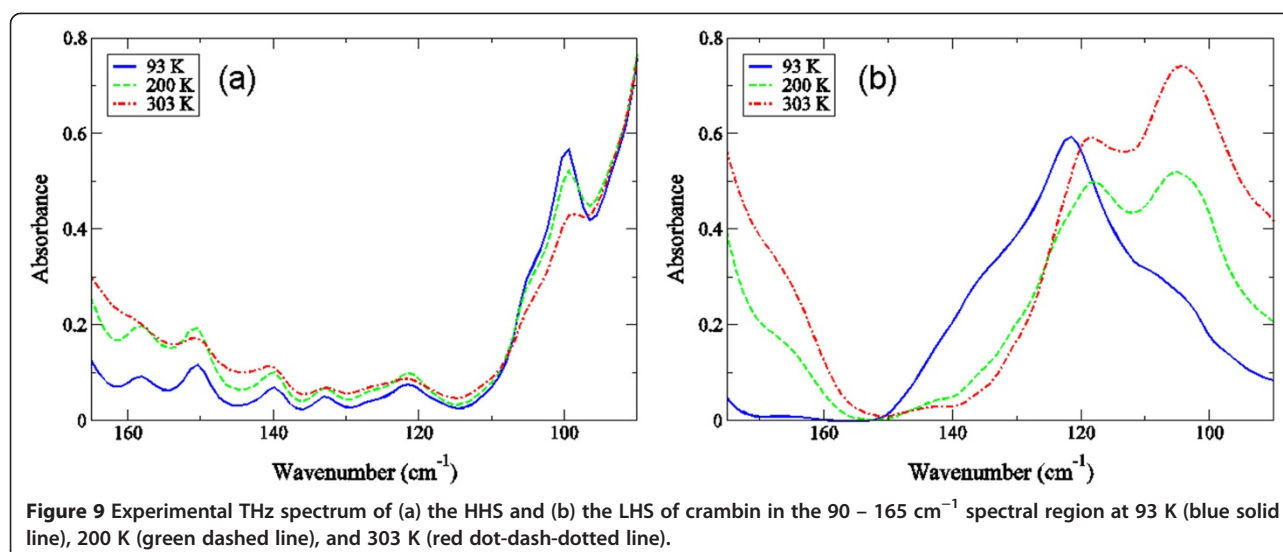 0.8
0.6
0.4
0.2
0
Absorbance
93 K
200 K
303 K
(a)
160 140 120 100
Wavenumber (cm⁻¹)
0.8
0.6
0.4
0.2
0
Absorbance
93 K
200 K
303 K
(b)
160 140 120 100
Wavenumber (cm⁻¹)
Figure 9 Experimental THz spectrum of (a) the HHS and (b) the LHS of crambin in the 90 – 165 cm⁻¹ spectral region at 93 K (blue solid
line), 200 K (green dashed line), and 303 K (red dot-dash-dotted line).